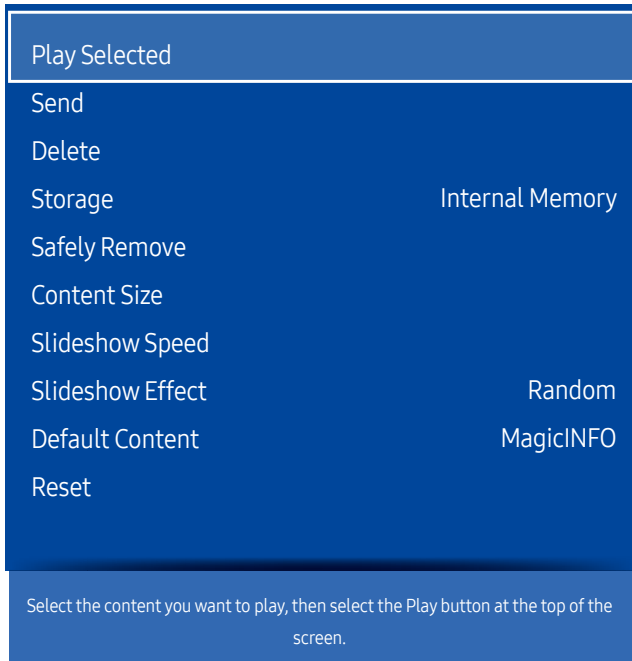 Play Selected
Send
Delete
Storage Internal Memory
Safely Remove
Content Size
Slideshow Speed
Slideshow Effect Random
Default Content MagicINFO
Reset
Select the content you want to play, then select the Play button at the top of the
screen.